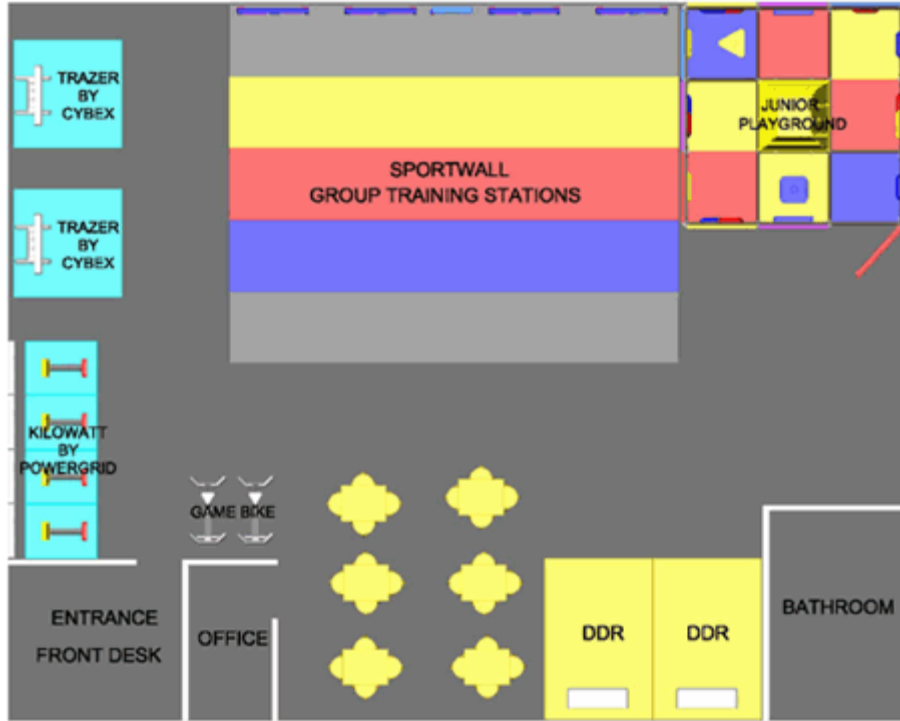 TRAZER
BY
CYBEX
SPORTWALL
GROUP TRAINING STATIONS
JUNIOR
PLAYGROUND
TRAZER
BY
CYBEX
KILOWATT
BY
POWERGRID
GAME BIKE
ENTRANCE
FRONT DESK
OFFICE
DDR
DDR
BATHROOM